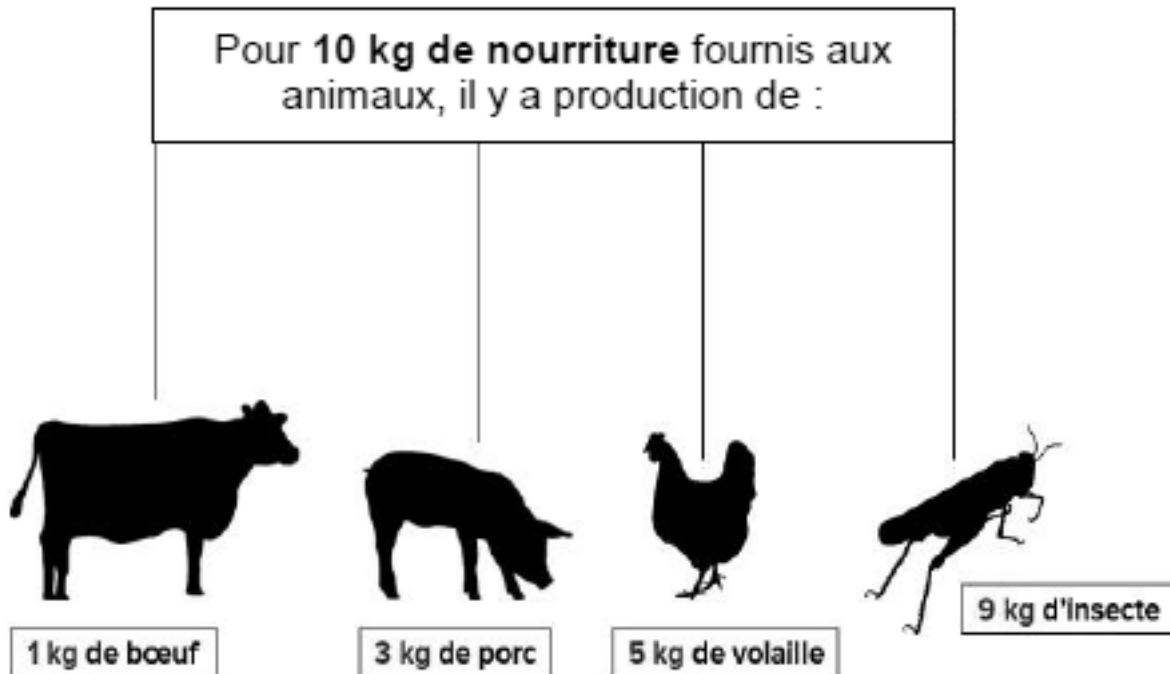 Pour 10 kg de nourriture fournis aux
animaux, il y a production de :
1 kg de bœuf
3 kg de porc
5 kg de volaille
9 kg d'insecte